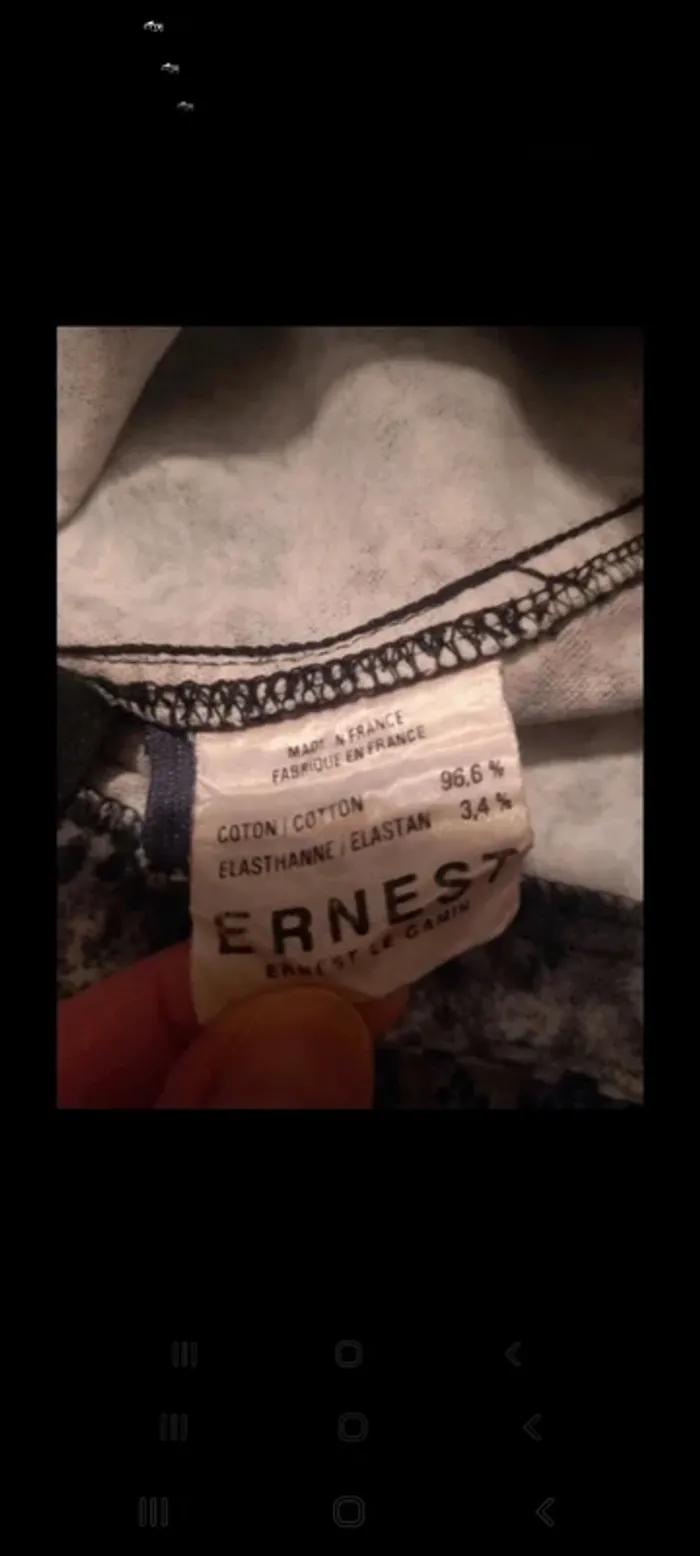 MADE IN FRANCE
FABRIQUE EN FRANCE
COTON / COTTON 96,6 %
ELASTHANNE / ELASTAN 3,4 %
ERNEST
ERNEST LE GAMIN